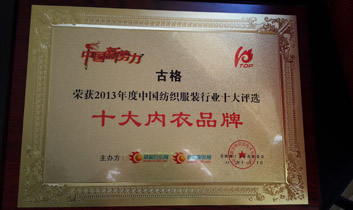 中国新势力
TOP
古格
荣获2013年度中国纺织服装行业十大评选
十大内衣品牌
主办方：